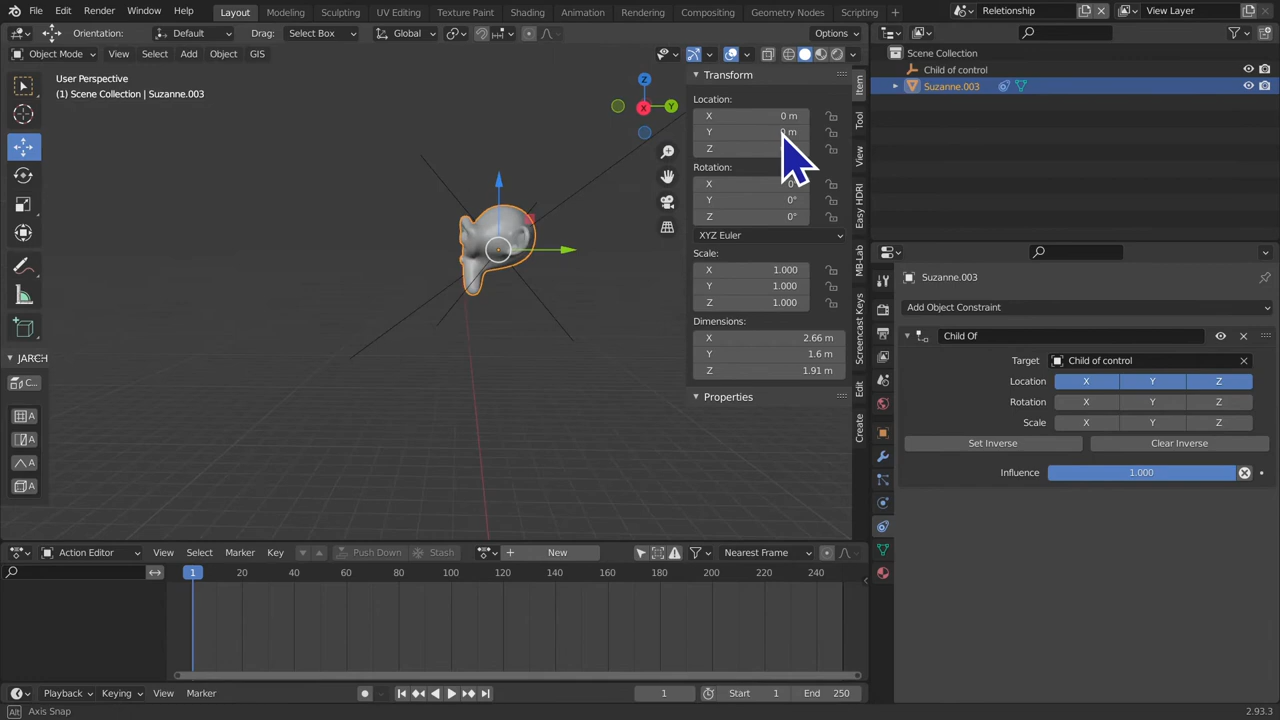 File Edit Render Window Help Layout Modeling Sculpting UV Editing Texture Paint Shading Animation Rendering Compositing Geometry Nodes Scripting + Relationship View Layer
Orientation: Default Drag: Select Box Global Options
Object Mode View Select Add Object GIS
User Perspective
(1) Scene Collection | Suzanne.003
Z
Y
X
Transform
Location:
X 0 m
Y 0 m
Z
Rotation:
X 0°
Y 0°
Z 0°
XYZ Euler
Scale:
X 1.000
Y 1.000
Z 1.000
Dimensions:
X 2.66 m
Y 1.6 m
Z 1.91 m
Properties
Item
Tool
View
Easy HDRI
MB-Lab
Screencast Keys
Edit
Create
JARCH
C...
A
A
A
A
Scene Collection
Child of control
Suzanne.003
Suzanne.003
Add Object Constraint
Child Of
Target Child of control
Location X Y Z
Rotation X Y Z
Scale X Y Z
Set Inverse Clear Inverse
Influence 1.000
Action Editor View Select Marker Key Push Down Stash + New Nearest Frame
1 20 40 60 80 100 120 140 160 180 200 220 240
Playback Keying View Marker 1 Start 1 End 250
Alt Axis Snap 2.93.3